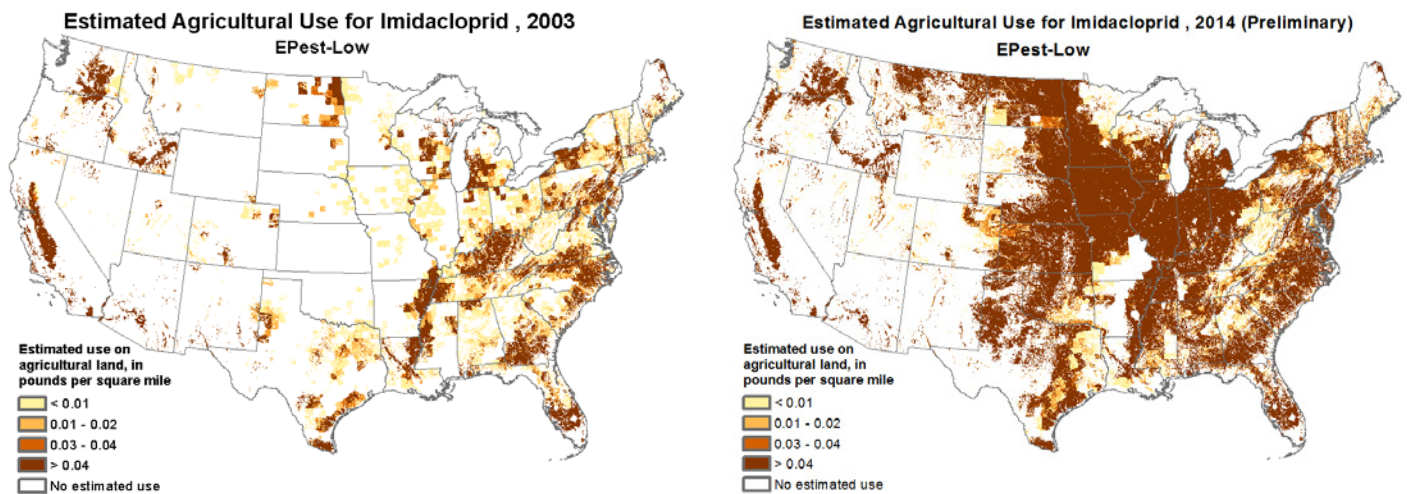 Estimated Agricultural Use for Imidacloprid , 2003
EPest-Low
Estimated use on
agricultural land, in
pounds per square mile
< 0.01
0.01 - 0.02
0.03 - 0.04
> 0.04
No estimated use
Estimated Agricultural Use for Imidacloprid , 2014 (Preliminary)
EPest-Low
Estimated use on
agricultural land, in
pounds per square mile
< 0.01
0.01 - 0.02
0.03 - 0.04
> 0.04
No estimated use